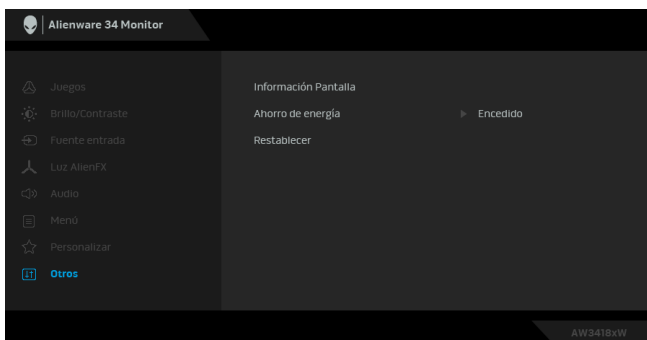 Alienware 34 Monitor
Juegos
Información Pantalla
Brillo/Contraste
Ahorro de energía
Encedido
Fuente entrada
Restablecer
Luz AlienFX
Audio
Menú
Personalizar
Otros
AW3418xW